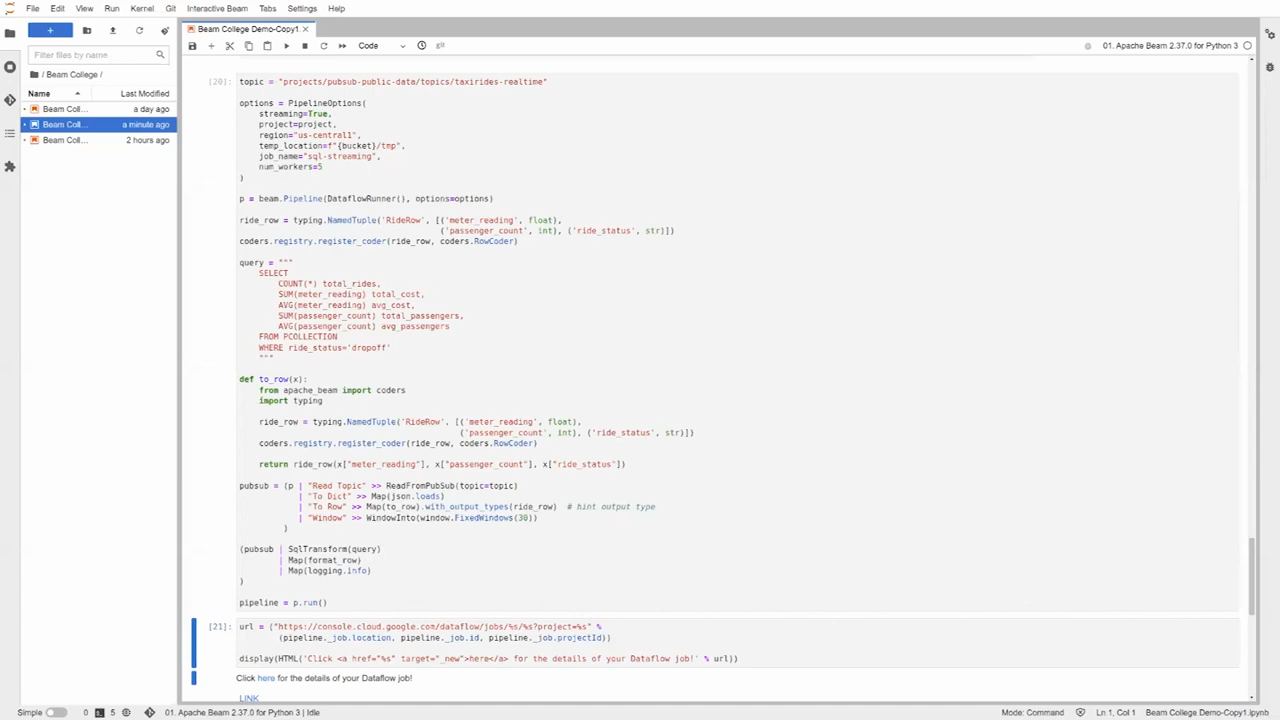 File Edit View Run Kernel Git Interactive Beam Tabs Settings Help
Beam College Demo-Copy1.
Filter files by name
/ Beam College /
Name Last Modified
Beam Coll... a day ago
Beam Coll... a minute ago
Beam Coll... 2 hours ago
Code git 01. Apache Beam 2.37.0 for Python 3
[20]: topic = "projects/pubsub-public-data/topics/taxirides-realtime"
options = PipelineOptions(
streaming=True,
project=project,
region="us-central1",
temp_location=f"{bucket}/tmp",
job_name="sql-streaming",
num_workers=5
)
p = beam.Pipeline(DataflowRunner(), options=options)
ride_row = typing.NamedTuple('RideRow', [('meter_reading', float),
('passenger_count', int), ('ride_status', str)])
coders.registry.register_coder(ride_row, coders.RowCoder)
query = """
SELECT
COUNT(*) total_rides,
SUM(meter_reading) total_cost,
AVG(meter_reading) avg_cost,
SUM(passenger_count) total_passengers,
AVG(passenger_count) avg_passengers
FROM PCOLLECTION
WHERE ride_status='dropoff'
"""
def to_row(x):
from apache_beam import coders
import typing
ride_row = typing.NamedTuple('RideRow', [('meter_reading', float),
('passenger_count', int), ('ride_status', str)])
coders.registry.register_coder(ride_row, coders.RowCoder)
return ride_row(x["meter_reading"], x["passenger_count"], x["ride_status"])
pubsub = (p | "Read Topic" >> ReadFromPubSub(topic=topic)
| "To Dict" >> Map(json.loads)
| "To Row" >> Map(to_row).with_output_types(ride_row) # hint output type
| "Window" >> WindowInto(window.FixedWindows(30))
)
(pubsub | SqlTransform(query)
| Map(format_row)
| Map(logging.info)
)
pipeline = p.run()
[21]: url = ("https://console.cloud.google.com/dataflow/jobs/%s/%s?project=%s" %
(pipeline._job.location, pipeline._job.id, pipeline._job.projectId))
display(HTML('Click <a href="%s" target="_new">here</a> for the details of your Dataflow job!' % url))
Click here for the details of your Dataflow job!
LINK
Simple 0 5 01. Apache Beam 2.37.0 for Python 3 | Idle Mode: Command Ln 1, Col 1 Beam College Demo-Copy1.ipynb